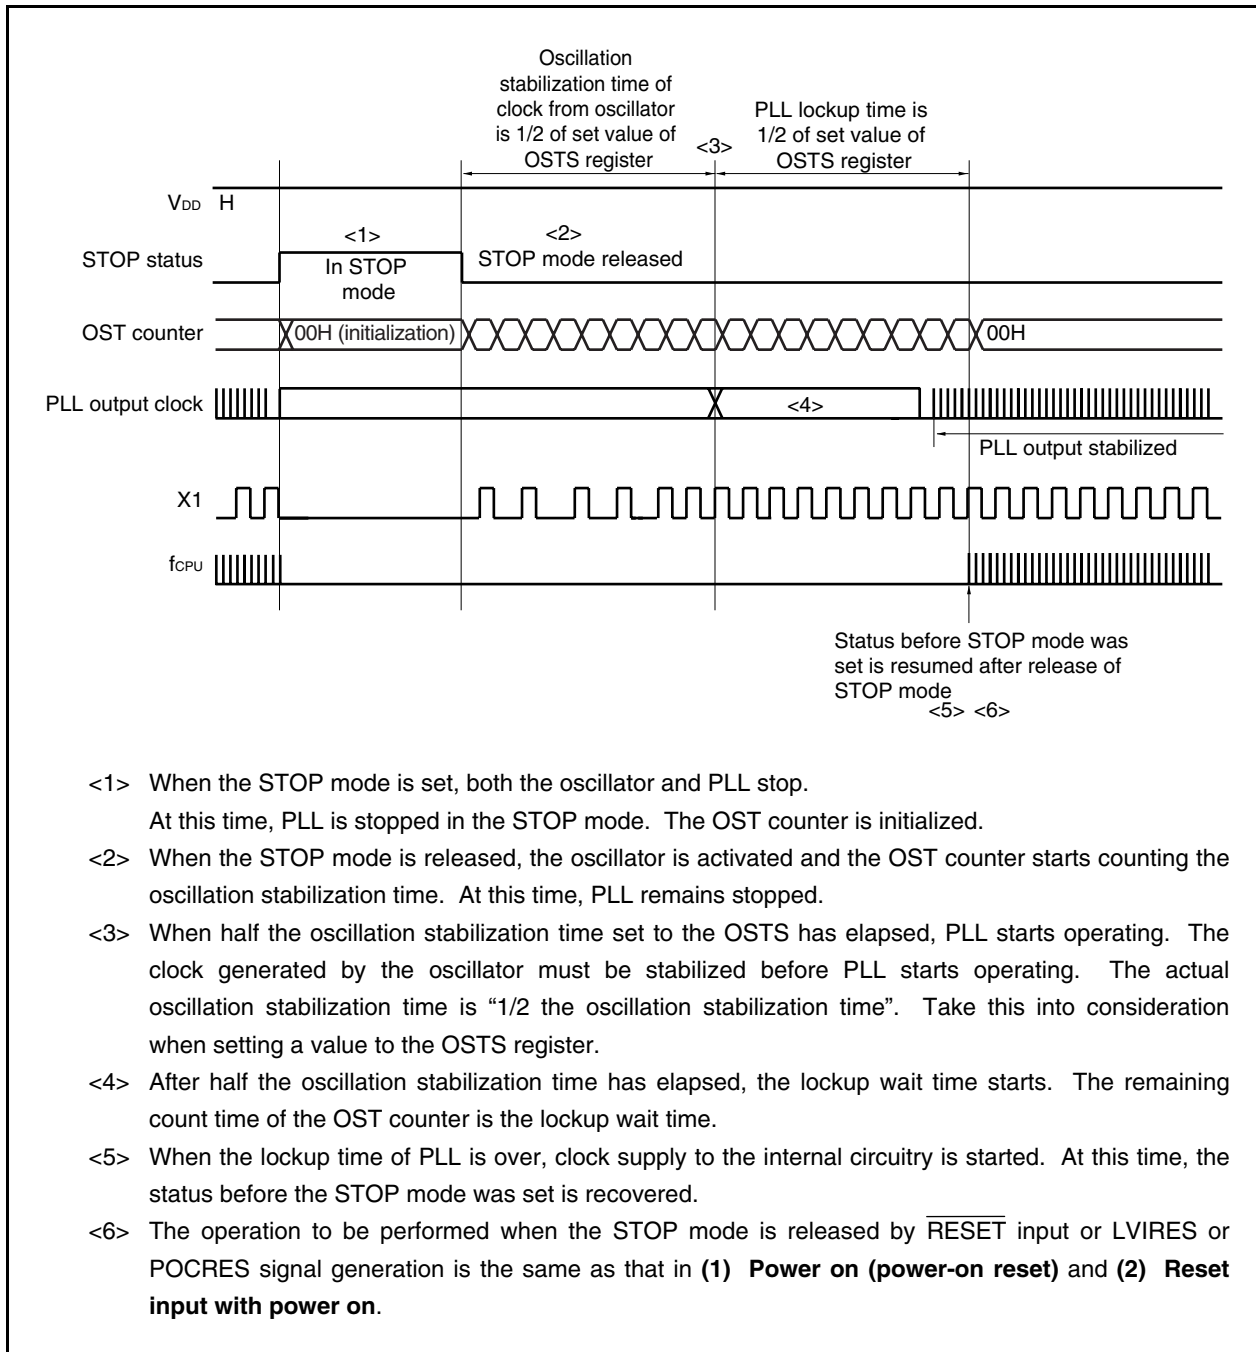 Oscillation
stabilization time of
clock from oscillator
is 1/2 of set value of
OSTS register
<3>
PLL lockup time is
1/2 of set value of
OSTS register
VDD H
<1>
<2>
STOP status
In STOP
mode
STOP mode released
OST counter
00H (initialization)
00H
PLL output clock
<4>
PLL output stabilized
X1
fCPU
Status before STOP mode was
set is resumed after release of
STOP mode
<5> <6>
<1> When the STOP mode is set, both the oscillator and PLL stop.
At this time, PLL is stopped in the STOP mode. The OST counter is initialized.
<2> When the STOP mode is released, the oscillator is activated and the OST counter starts counting the
oscillation stabilization time. At this time, PLL remains stopped.
<3> When half the oscillation stabilization time set to the OSTS has elapsed, PLL starts operating. The
clock generated by the oscillator must be stabilized before PLL starts operating. The actual
oscillation stabilization time is “1/2 the oscillation stabilization time”. Take this into consideration
when setting a value to the OSTS register.
<4> After half the oscillation stabilization time has elapsed, the lockup wait time starts. The remaining
count time of the OST counter is the lockup wait time.
<5> When the lockup time of PLL is over, clock supply to the internal circuitry is started. At this time, the
status before the STOP mode was set is recovered.
<6> The operation to be performed when the STOP mode is released by RESET input or LVIRES or
POCRES signal generation is the same as that in (1) Power on (power-on reset) and (2) Reset
input with power on.